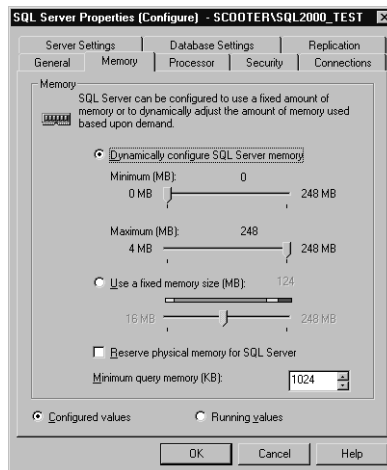 SQL Server Properties (Configure) - SCOOTER\SQL2000_TEST
Server Settings Database Settings Replication
General Memory Processor Security Connections
Memory
SQL Server can be configured to use a fixed amount of
memory or to dynamically adjust the amount of memory used
based upon demand.
Dynamically configure SQL Server memory
Minimum (MB): 0
0 MB 248 MB
Maximum (MB): 248
4 MB 248 MB
Use a fixed memory size (MB): 124
16 MB 248 MB
Reserve physical memory for SQL Server
Minimum query memory (KB): 1024
Configured values Running values
OK Cancel Help